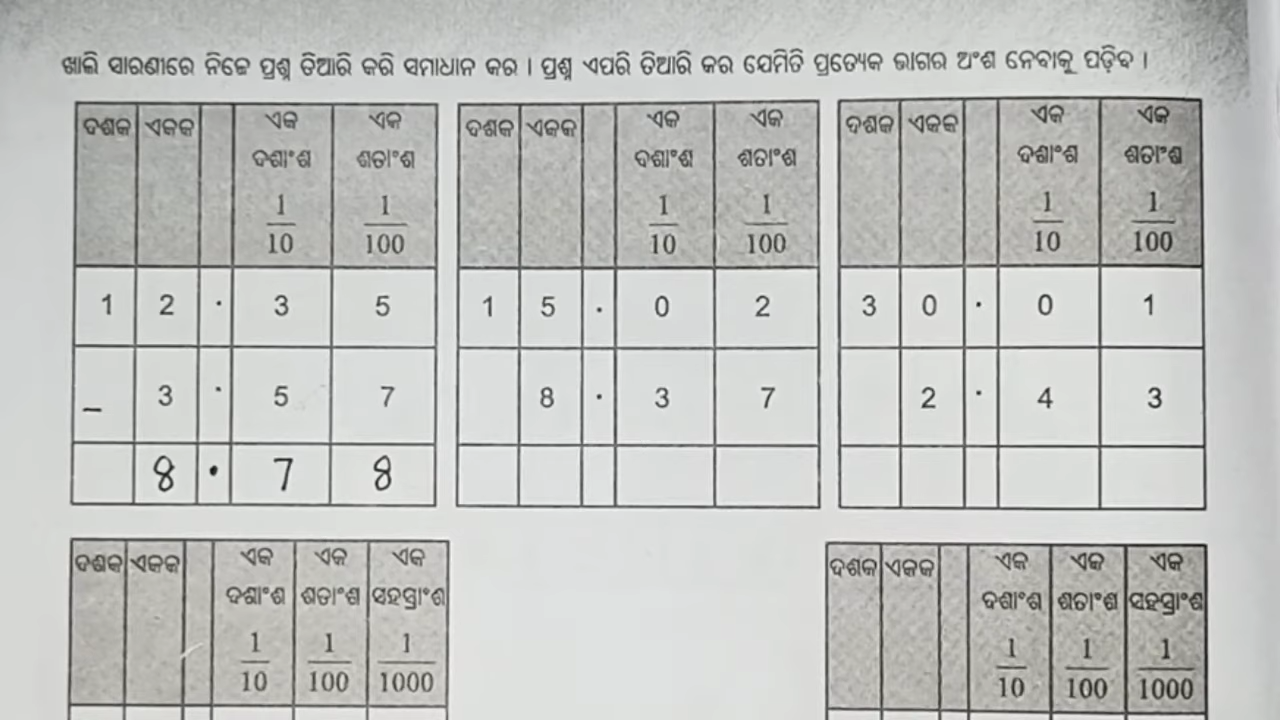 ଖାଲି ସାରଣୀରେ ନିଜେ ପ୍ରଶ୍ନ ତିଆରି କରି ସମାଧାନ କର । ପ୍ରଶ୍ନ ଏପରି ତିଆରି କର ଯେମିତି ପ୍ରତ୍ୟେକ ଭାଗର ଅଂଶ ନେବାକୁ ପଡ଼ିବ ।
ଦଶକ ଏକକ ଏକ ଦଶାଂଶ 1/10 ଏକ ଶତାଂଶ 1/100
1 2 . 3 5
– 3 . 5 7
8 . 7 8
ଦଶକ ଏକକ ଏକ ଦଶାଂଶ 1/10 ଏକ ଶତାଂଶ 1/100
1 5 . 0 2
8 . 3 7
ଦଶକ ଏକକ ଏକ ଦଶାଂଶ 1/10 ଏକ ଶତାଂଶ 1/100
3 0 . 0 1
2 . 4 3
ଦଶକ ଏକକ ଏକ ଦଶାଂଶ 1/10 ଏକ ଶତାଂଶ 1/100 ଏକ ସହସ୍ରାଂଶ 1/1000
ଦଶକ ଏକକ ଏକ ଦଶାଂଶ 1/10 ଏକ ଶତାଂଶ 1/100 ଏକ ସହସ୍ରାଂଶ 1/1000